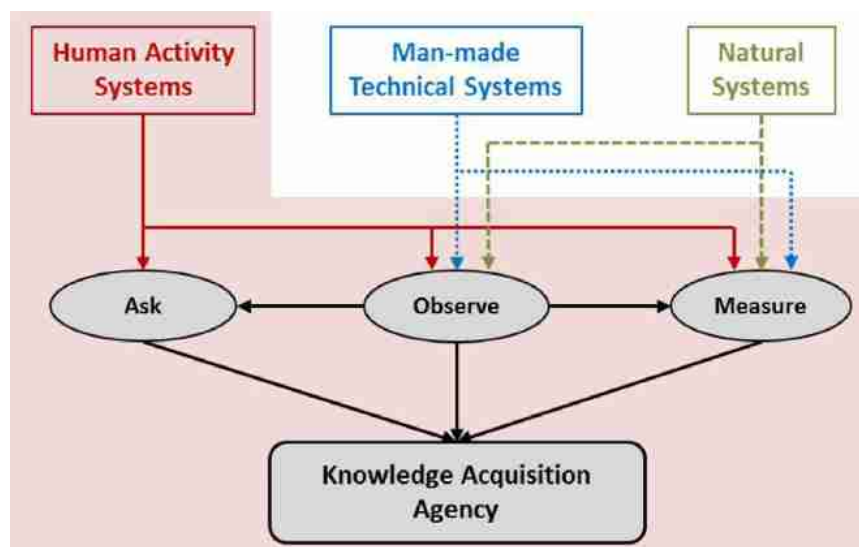 Human Activity
Systems
Man-made
Technical Systems
Natural
Systems
Ask
Observe
Measure
Knowledge Acquisition
Agency